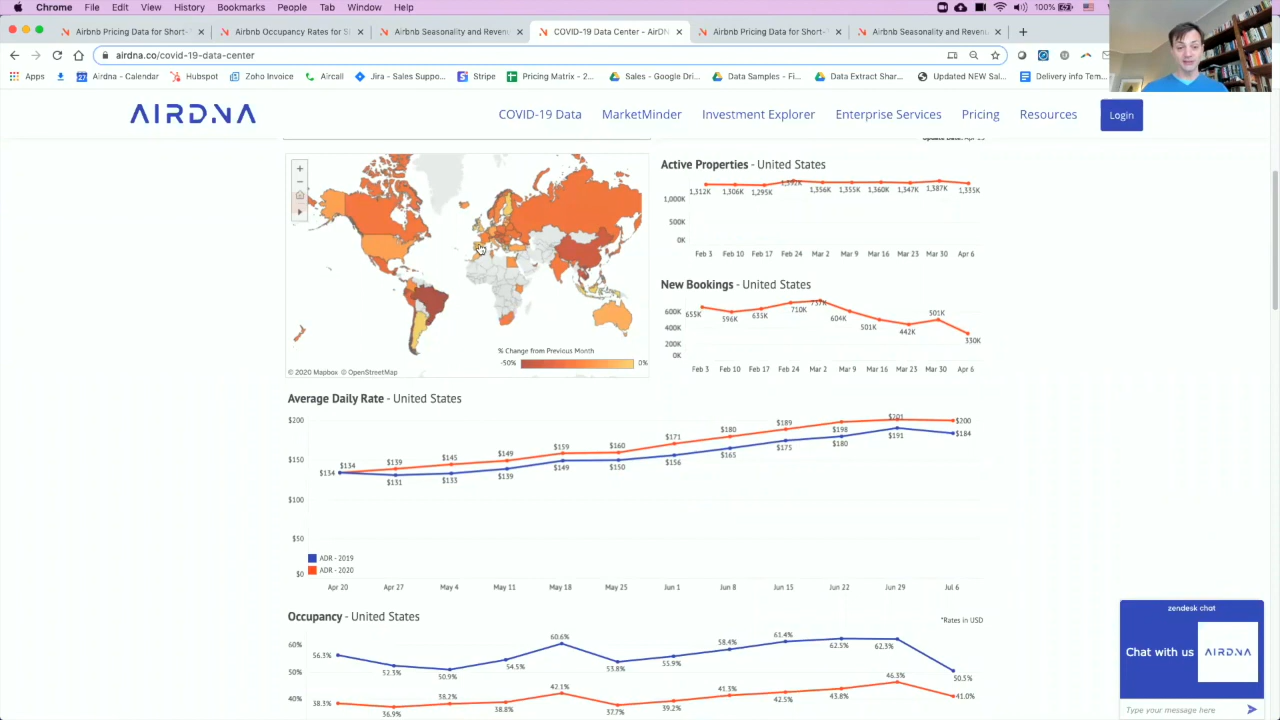 Chrome File Edit View History Bookmarks People Tab Window Help 100%
Airbnb Pricing Data for Short- Airbnb Occupancy Rates for S Airbnb Seasonality and Revenu COVID-19 Data Center - AirDN Airbnb Pricing Data for Short- Airbnb Seasonality and Revenu
airdna.co/covid-19-data-center
Apps Airdna - Calendar Hubspot Zoho Invoice Aircall Jira - Sales Suppo... Stripe Pricing Matrix - 2... Sales - Google Dri... Data Samples - Fi... Data Extract Shar... Updated NEW Sal... Delivery info Tem...
AIRDNA COVID-19 Data MarketMinder Investment Explorer Enterprise Services Pricing Resources Login
Active Properties - United States
1,312K 1,306K 1,295K 1,356K 1,355K 1,360K 1,347K 1,387K 1,335K
1,000K
500K
0K
Feb 3 Feb 10 Feb 17 Feb 24 Mar 2 Mar 9 Mar 16 Mar 23 Mar 30 Apr 6
New Bookings - United States
655K 596K 635K 710K 737K 604K 501K 442K 501K 330K
600K
400K
200K
0K
Feb 3 Feb 10 Feb 17 Feb 24 Mar 2 Mar 9 Mar 16 Mar 23 Mar 30 Apr 6
% Change from Previous Month
-50% 0%
© 2020 Mapbox © OpenStreetMap
Average Daily Rate - United States
$200
$150
$100
$50
$0
$134 $139 $145 $149 $159 $160 $171 $180 $189 $198 $201 $200
$134 $131 $133 $139 $149 $150 $156 $165 $175 $180 $191 $184
ADR - 2019
ADR - 2020
Apr 20 Apr 27 May 4 May 11 May 18 May 25 Jun 1 Jun 8 Jun 15 Jun 22 Jun 29 Jul 6
Occupancy - United States
*Rates in USD
60%
50%
40%
56.3% 52.3% 50.9% 54.5% 60.6% 53.8% 55.9% 58.4% 61.4% 62.5% 62.3% 50.5%
38.3% 36.9% 38.2% 38.8% 42.1% 37.7% 39.2% 41.3% 42.5% 43.8% 46.3% 41.0%
zendesk chat
Chat with us
AIRDNA
Type your message here